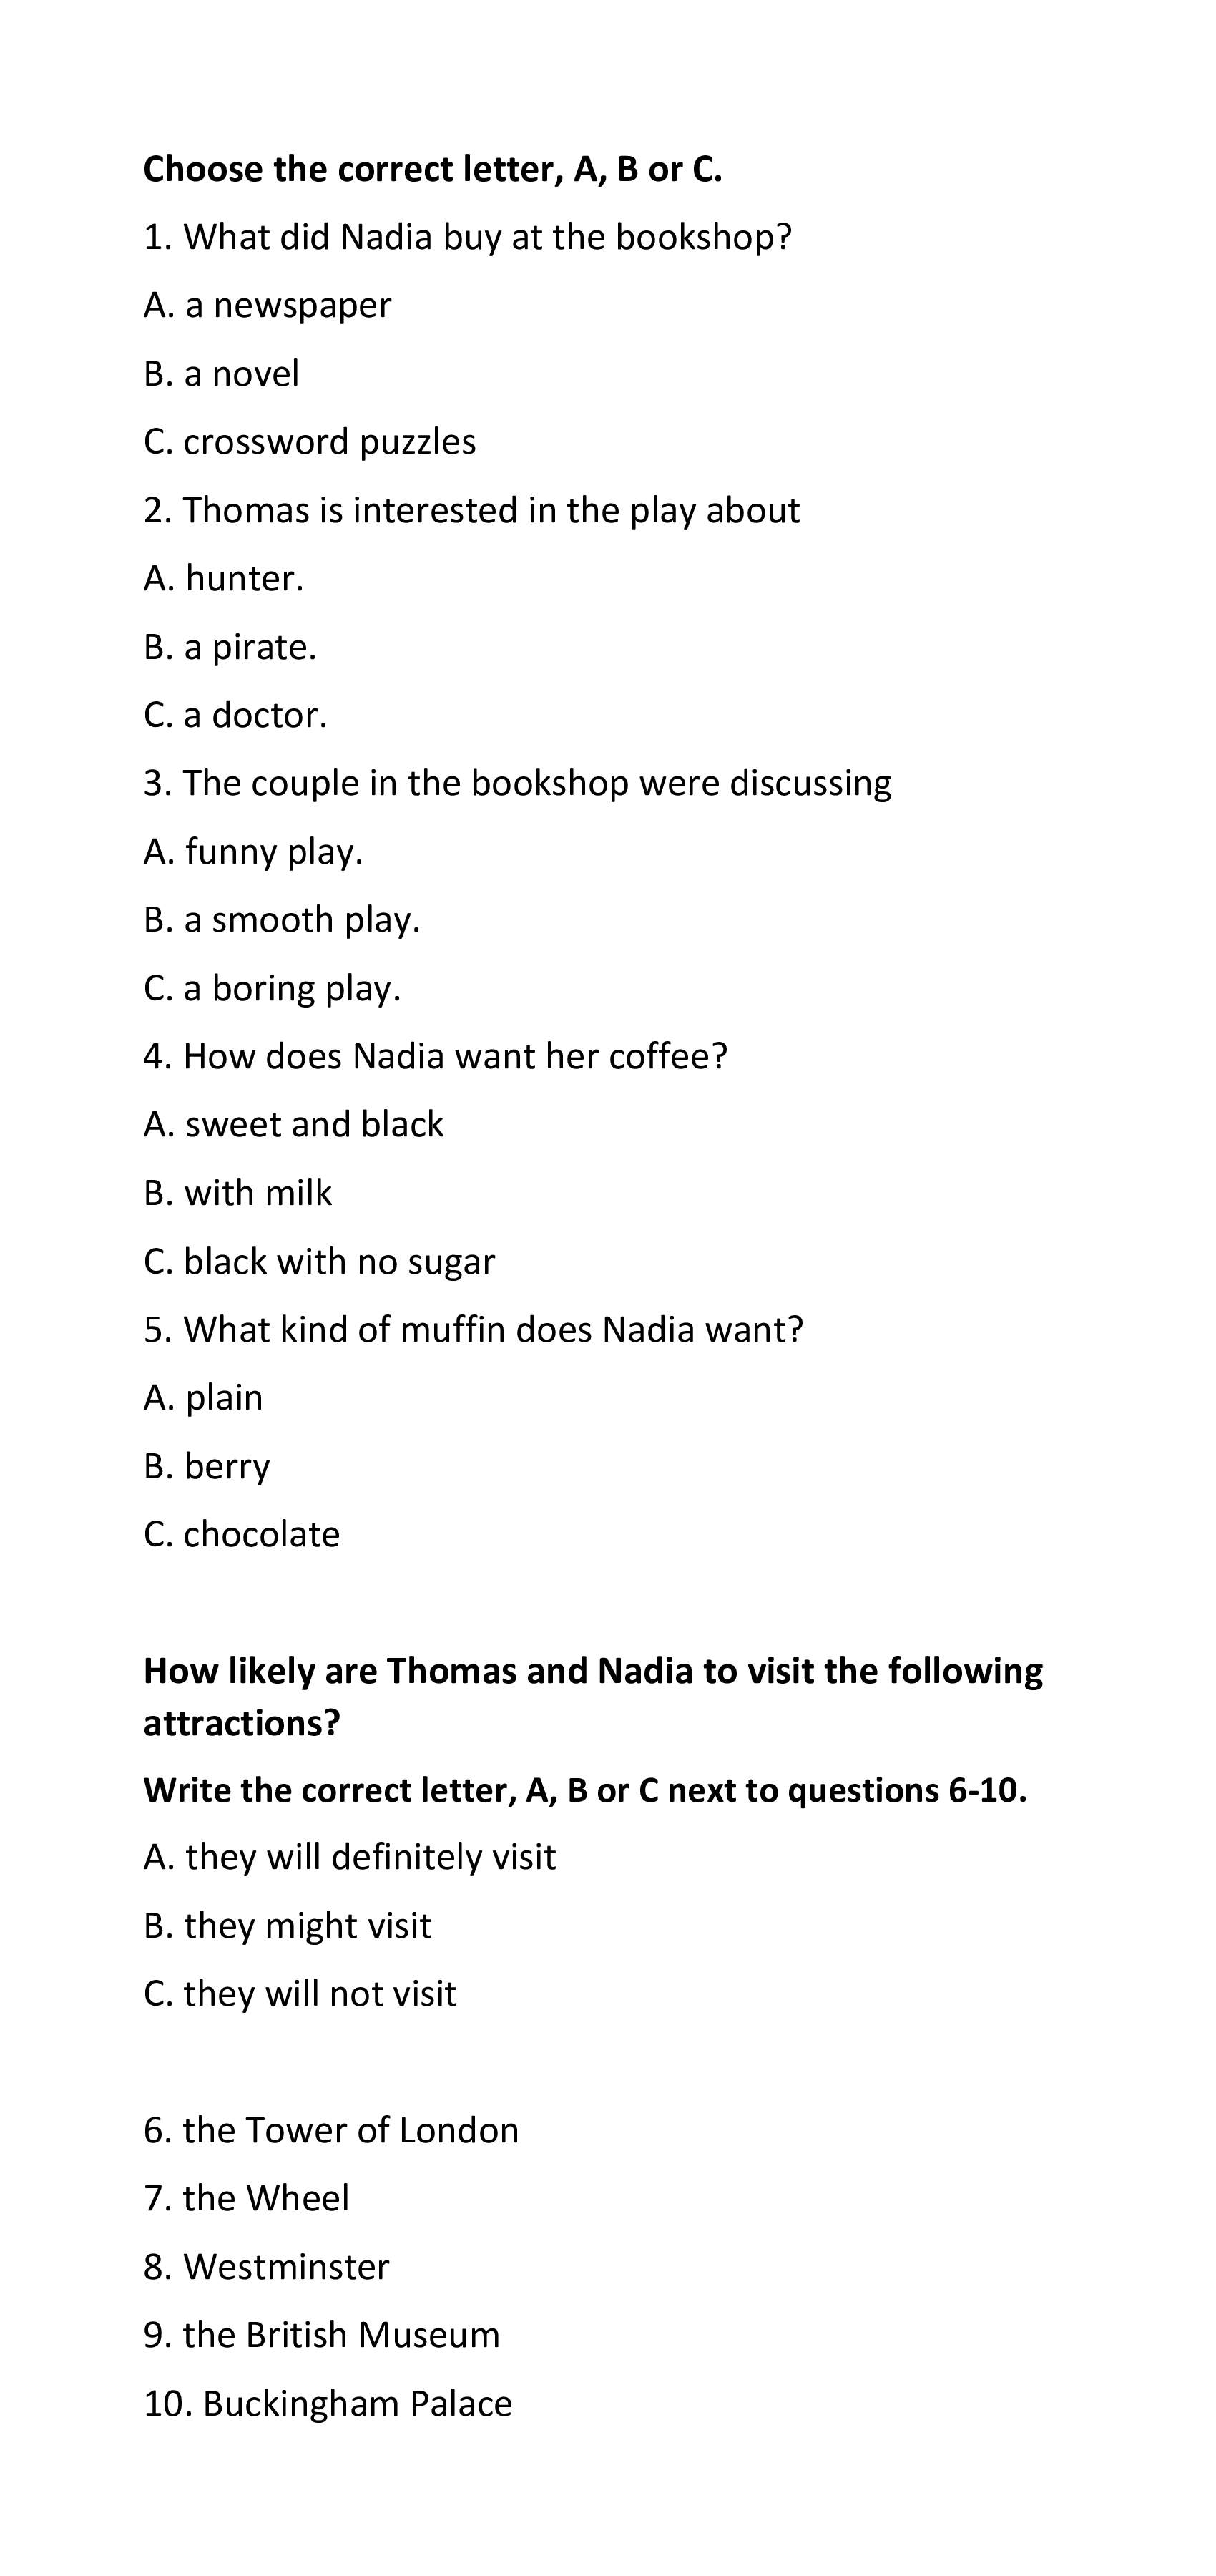 Choose the correct letter, A, B or C.
1. What did Nadia buy at the bookshop?
A. a newspaper
B. a novel
C. crossword puzzles
2. Thomas is interested in the play about
A. hunter.
B. a pirate.
C. a doctor.
3. The couple in the bookshop were discussing
A. funny play.
B. a smooth play.
C. a boring play.
4. How does Nadia want her coffee?
A. sweet and black
B. with milk
C. black with no sugar
5. What kind of muffin does Nadia want?
A. plain
B. berry
C. chocolate
How likely are Thomas and Nadia to visit the following
attractions?
Write the correct letter, A, B or C next to questions 6-10.
A. they will definitely visit
B. they might visit
C. they will not visit
6. the Tower of London
7. the Wheel
8. Westminster
9. the British Museum
10. Buckingham Palace